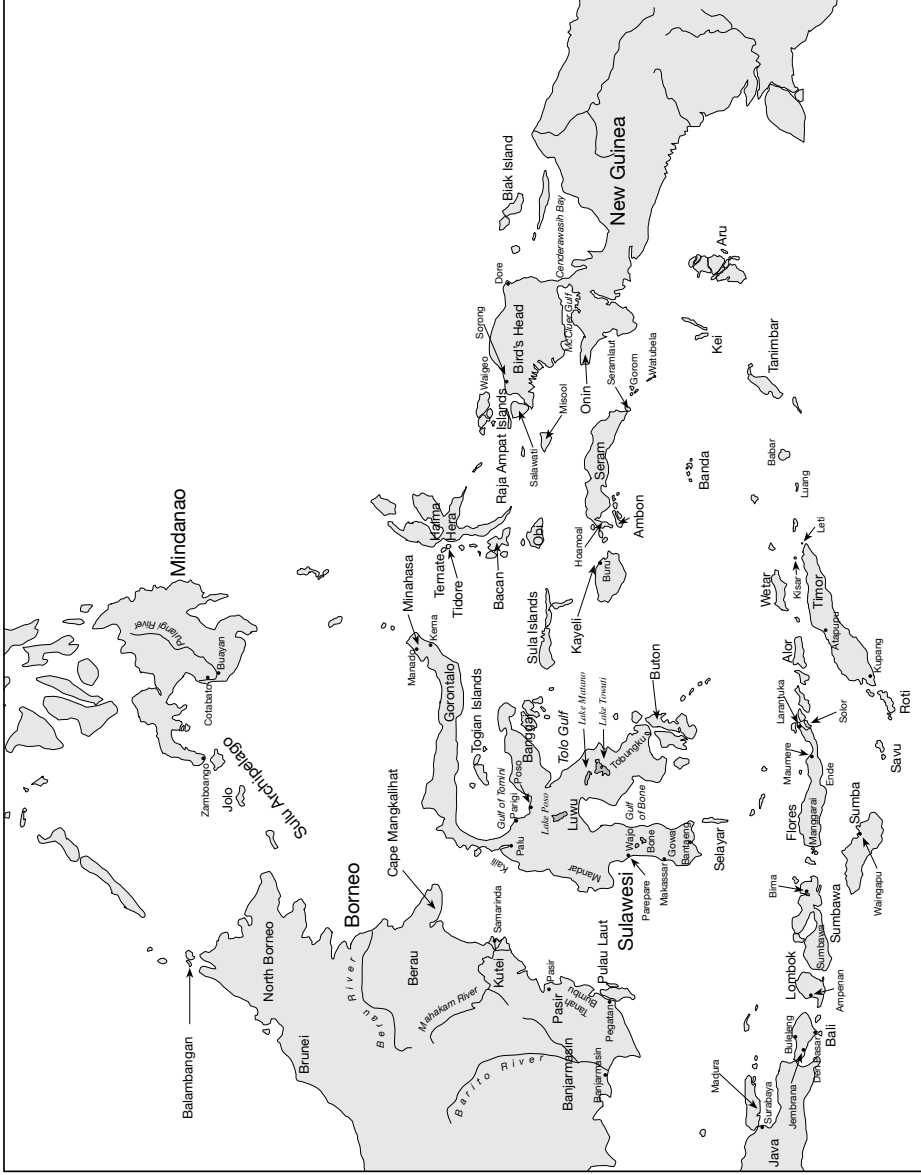 Balambangan
North Borneo
Brunei
Borneo
Berau River
Berau
Mahakam River
Kutei
Samarinda
Cape Mangkalihat
Barito River
Banjarmasin
Banjarmasin
Pasir
Pasir
Tanah
Bumbu
Pegatan
Pulau Laut
Mindanao
Pulangi River
Cotabato
Buayan
Zamboango
Jolo
Sulu Archipelago
Minahasa
Manado
Kema
Gorontalo
Togian Islands
Gulf of Tomini
Parigi
Poso
Banggai
Lake Poso
Palu
Kaili
Mandar
Luwu
Tolo Gulf
Lake Matano
Lake Towuti
Tobungku
Buton
Gulf
of Bone
Wajo
Bone
Gowa
Bantaeng
Selayar
Sulawesi
Parepare
Makassar
Halma
Hera
Ternate
Tidore
Bacan
Obi
Sula Islands
Kayeli
Buru
Hoamoal
Ambon
Seram
Seramlaut
Gorom
Watubela
Banda
Raja Ampat Islands
Waigeo
Salawati
Misool
Sorong
Bird's Head
Dore
McCluer Gulf
Onin
Cenderawasih Bay
Biak Island
New Guinea
Aru
Kei
Tanimbar
Babar
Luang
Leti
Kisar
Wetar
Timor
Atapupu
Kupang
Roti
Savu
Alor
Solor
Larantuka
Maumere
Ende
Flores
Manggarai
Sumba
Waingapu
Bima
Sumbawa
Sumbawa
Lombok
Ampenan
Bali
Buleleng
Den Basar
Jembrana
Madura
Surabaya
Java